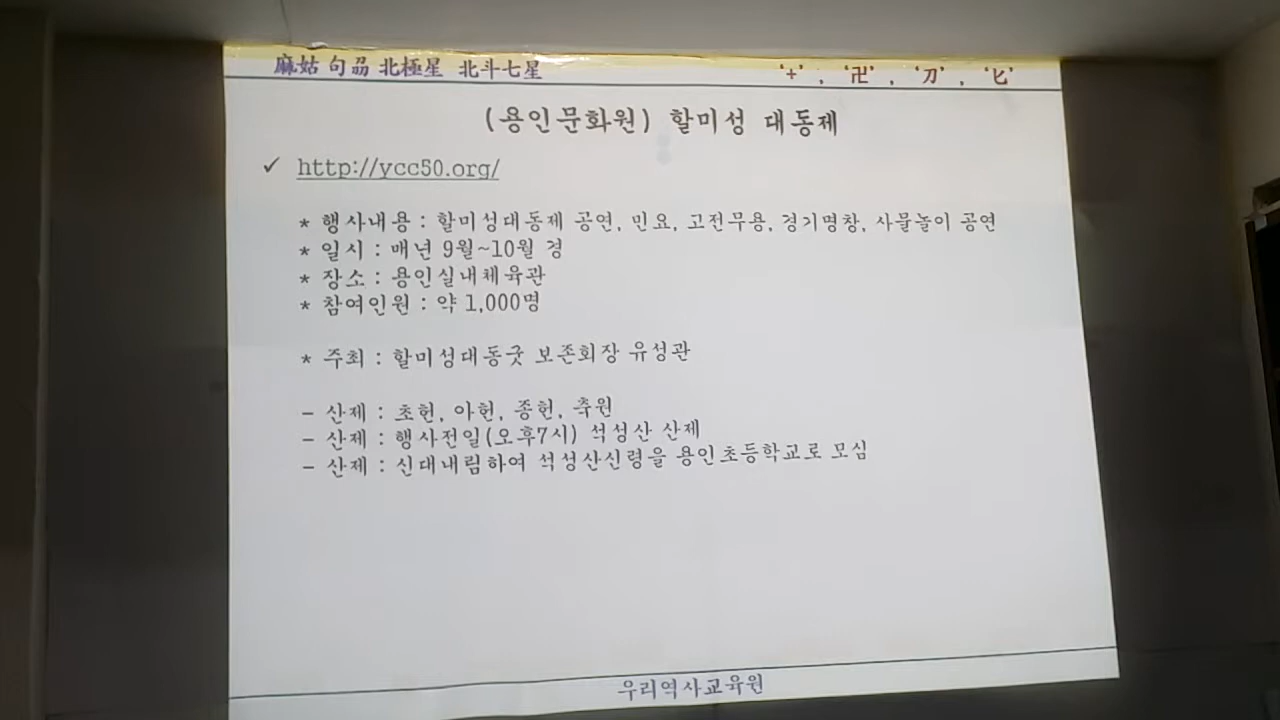 麻姑 句刕 北極星 北斗七星 '+', '卍', '刀', '匕'
(용인문화원) 할미성 대동제
✓ http://ycc50.org/
* 행사내용 : 할미성대동제 공연, 민요, 고전무용, 경기명창, 사물놀이 공연
* 일시 : 매년 9월~10월 경
* 장소 : 용인실내체육관
* 참여인원 : 약 1,000명
* 주최 : 할미성대동굿 보존회장 유성관
- 산제 : 초헌, 아헌, 종헌, 축원
- 산제 : 행사전일(오후7시) 석성산 산제
- 산제 : 신대내림하여 석성산신령을 용인초등학교로 모심
우리역사교육원